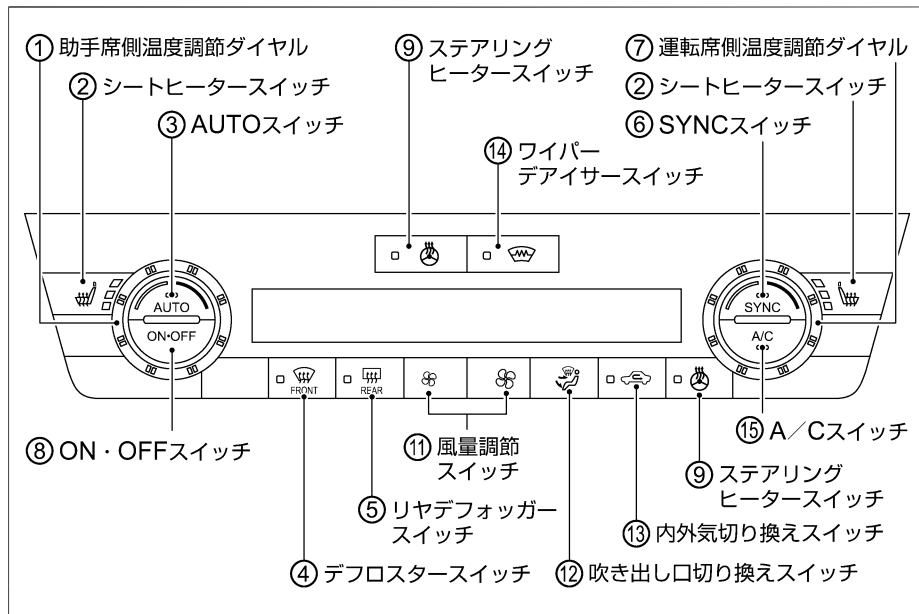 ① 助手席側温度調節ダイヤル
② シートヒータースイッチ
③ AUTOスイッチ
⑨ ステアリング
ヒータースイッチ
⑭ ワイパー
デアイサースイッチ
⑦ 運転席側温度調節ダイヤル
② シートヒータースイッチ
⑥ SYNCスイッチ
AUTO
ON•OFF
SYNC
A/C
FRONT
REAR
⑧ ON・OFFスイッチ
⑪ 風量調節
スイッチ
⑤ リヤデフォッガー
スイッチ
④ デフロスタースイッチ
⑮ A／Cスイッチ
⑨ ステアリング
ヒータースイッチ
⑬ 内外気切り換えスイッチ
⑫ 吹き出し口切り換えスイッチ